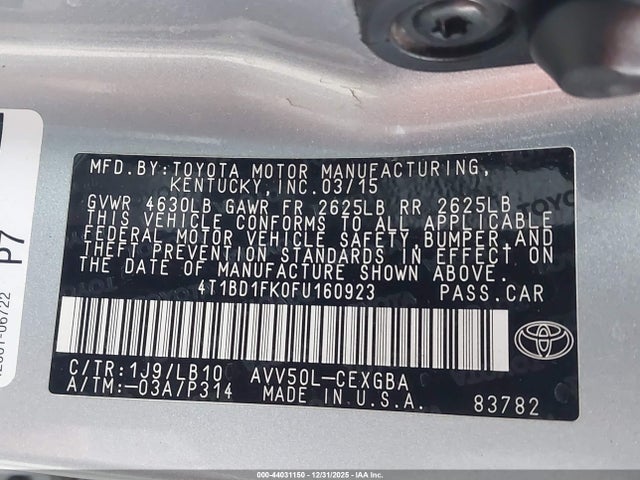 MFD.BY:TOYOTA MOTOR MANUFACTURING,
KENTUCKY, INC. 03/15
GVWR 4630LB GAWR FR 2625LB RR 2625LB
THIS VEHICLE CONFORMS TO ALL APPLICABLE
FEDERAL MOTOR VEHICLE SAFETY, BUMPER, AND
THEFT PREVENTION STANDARDS IN EFFECT ON
THE DATE OF MANUFACTURE SHOWN ABOVE.
4T1BD1FK0FU160923 PASS.CAR
C/TR:1J9/LB10 AVV50L-CEXGBA
A/TM:-03A/P314 MADE IN U.S.A. 83782
TOYOTA
P7
000-44031150 - 12/31/2025 - IAAI